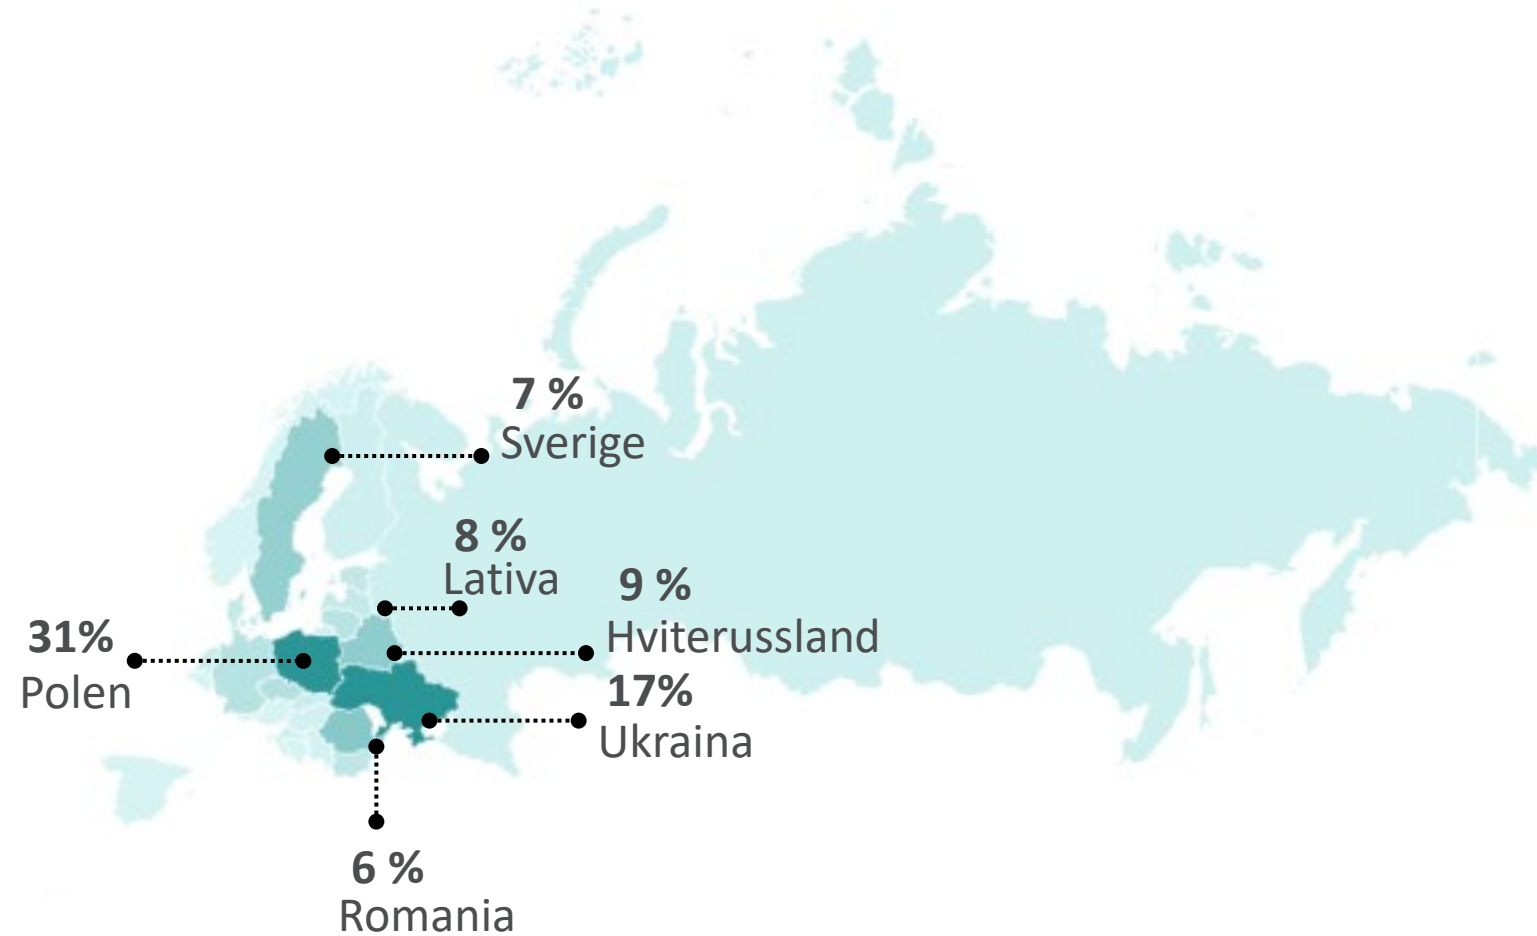 7 %
Sverige
8 %
Lativa
9 %
Hviterussland
31%
Polen
17%
Ukraina
6 %
Romania